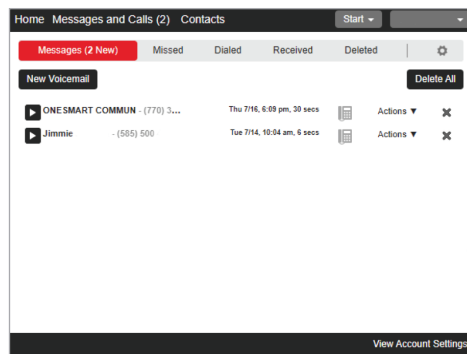 Home Messages and Calls (2) Contacts Start
Messages (2 New) Missed Dialed Received Deleted
New Voicemail Delete All
ONESMART COMMUN - (770) 3... Thu 7/16, 6:09 pm, 30 secs Actions ▼
Jimmie - (585) 500 Tue 7/14, 10:04 am, 6 secs Actions ▼
View Account Settings